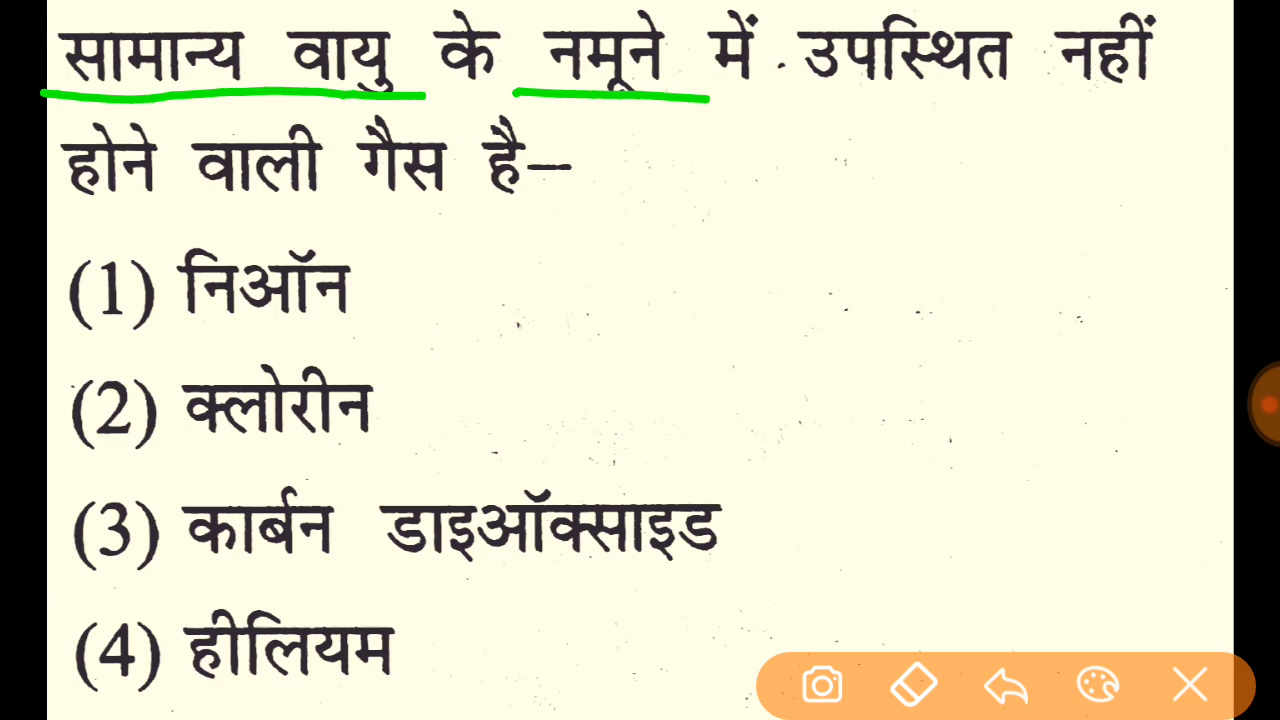 सामान्य वायु के नमूने में उपस्थित नहीं
होने वाली गैस है–
(1) निऑन
(2) क्लोरीन
(3) कार्बन डाइऑक्साइड
(4) हीलियम